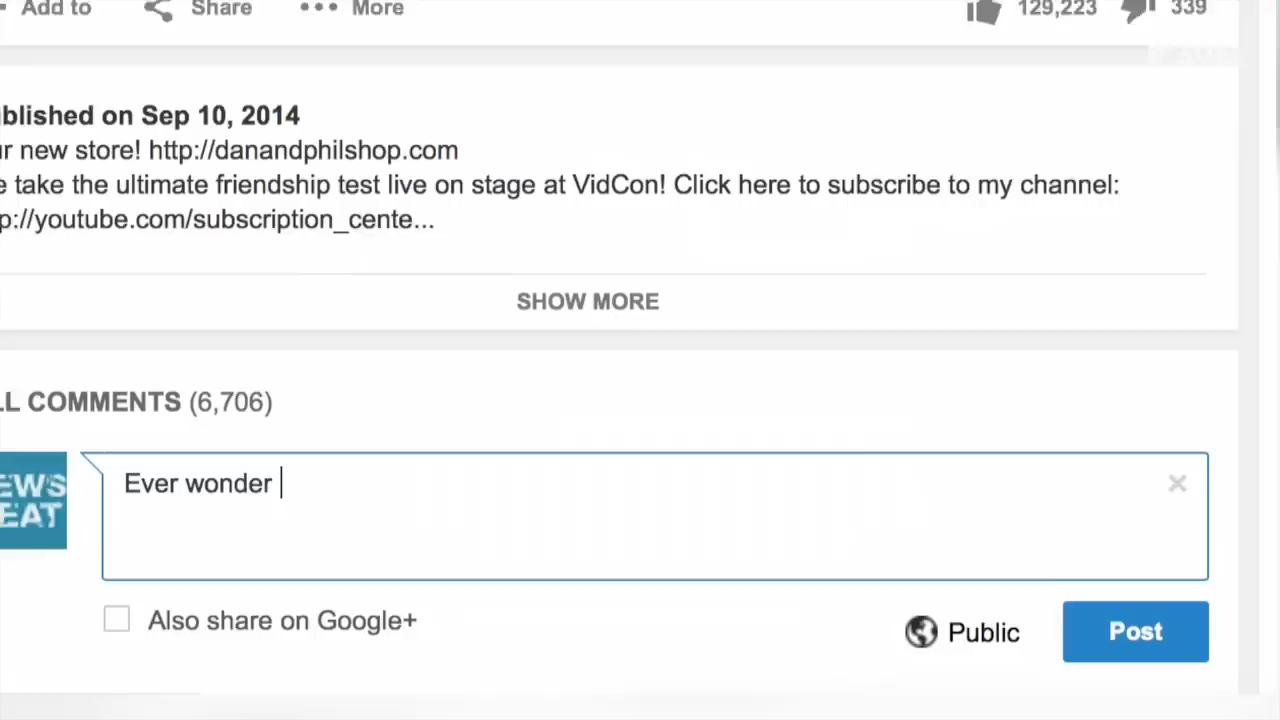 Add to Share More 129,223 339
blished on Sep 10, 2014
r new store! http://danandphilshop.com
e take the ultimate friendship test live on stage at VidCon! Click here to subscribe to my channel:
p://youtube.com/subscription_cente...
SHOW MORE
LL COMMENTS (6,706)
EWS
EAT
Ever wonder
Also share on Google+
Public
Post